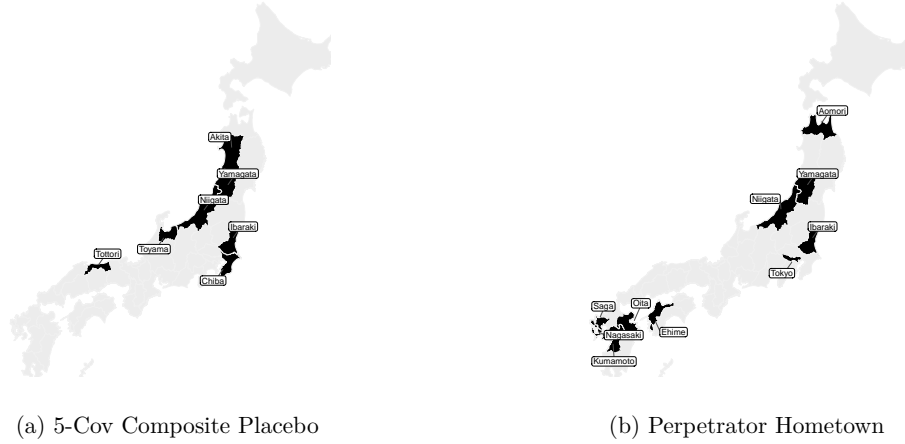 Akita
Yamagata
Niigata
Ibaraki
Toyama
Tottori
Chiba
(a) 5-Cov Composite Placebo
Aomori
Yamagata
Niigata
Ibaraki
Tokyo
Saga
Oita
Nagasaki
Ehime
Kumamoto
(b) Perpetrator Hometown